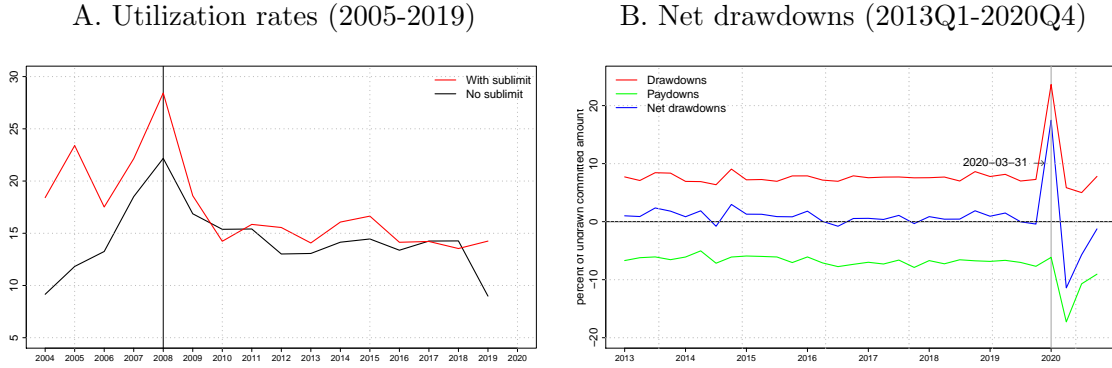 A. Utilization rates (2005-2019)
30
25
20
15
10
5
With sublimit
No sublimit
2004 2005 2006 2007 2008 2009 2010 2011 2012 2013 2014 2015 2016 2017 2018 2019 2020
B. Net drawdowns (2013Q1-2020Q4)
percent of undrawn committed amount
20
10
0
-10
-20
Drawdowns
Paydowns
Net drawdowns
2020-03-31
2013 2014 2015 2016 2017 2018 2019 2020